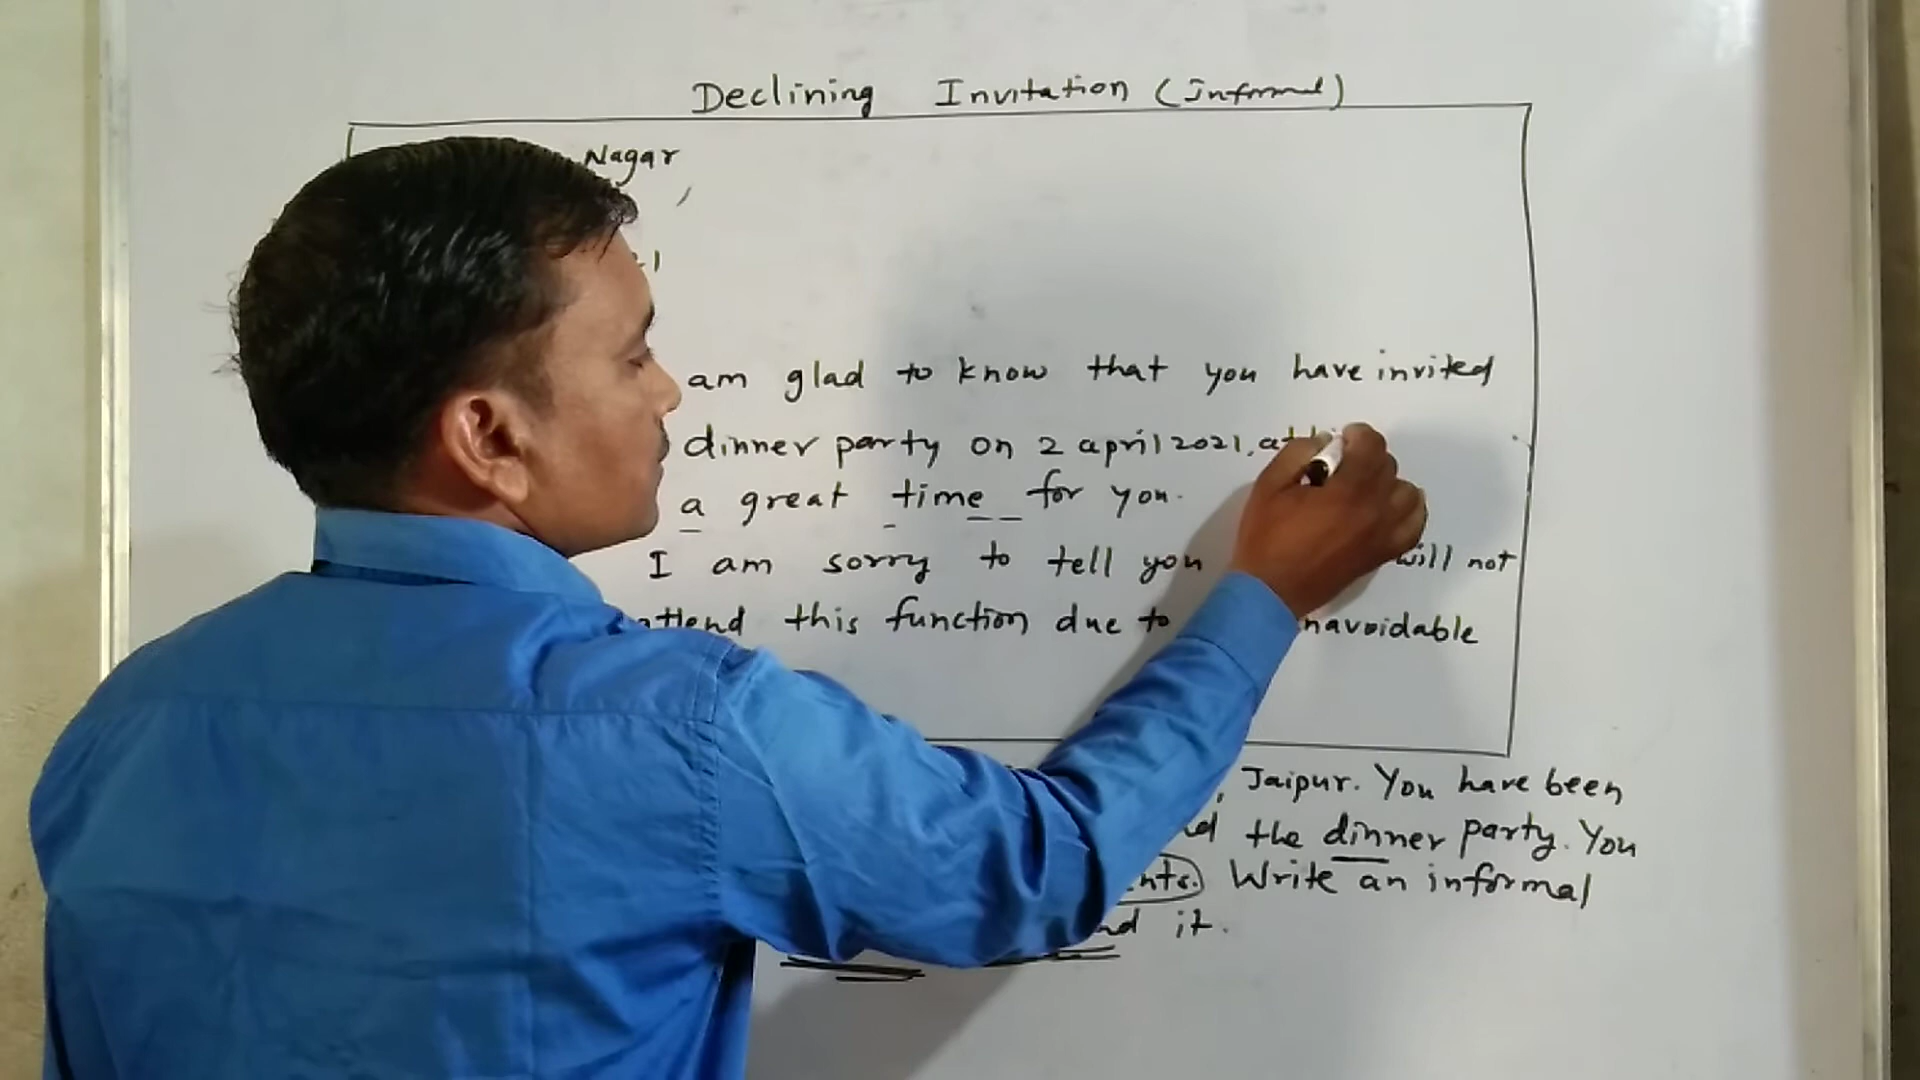 Declining Invitation (Informal)
Nagar
,
am glad to know that you have invited
dinner party on 2 april 2021, at
a great time for you.
I am sorry to tell you will not
attend this function due to
, Jaipur. You have been
the dinner party. You
Write an informal
it.